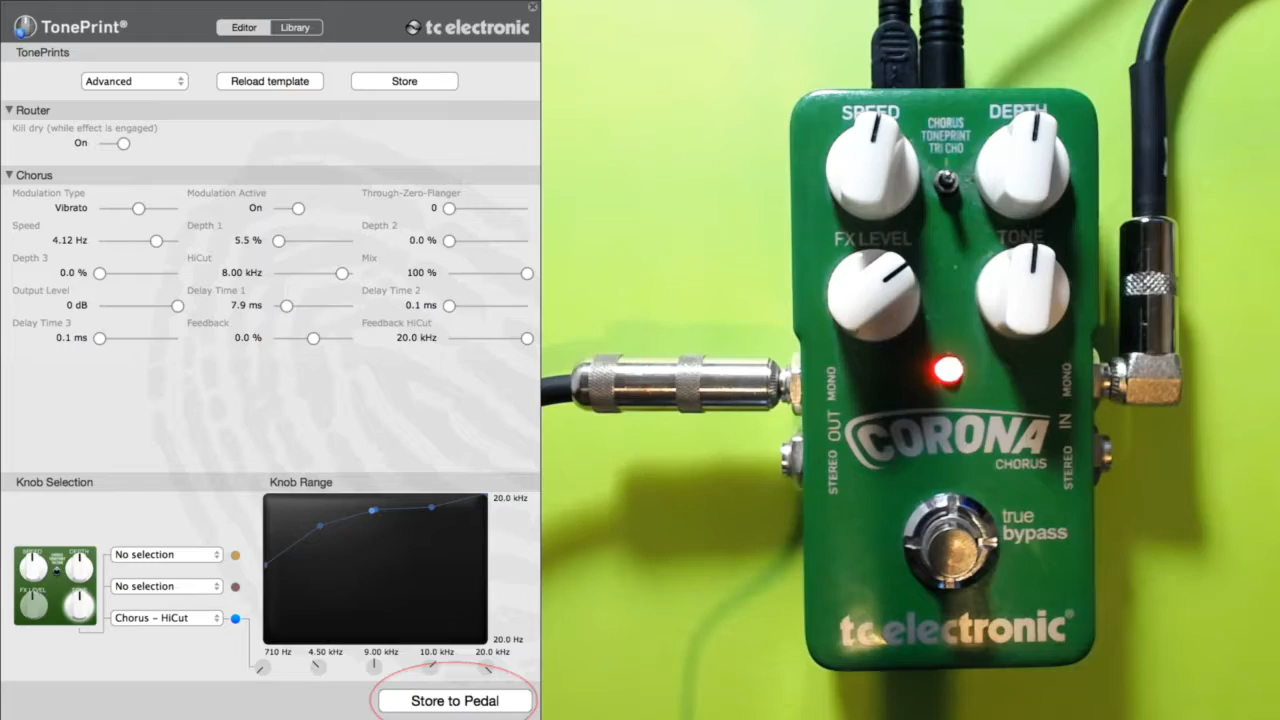 TonePrint®
Editor
Library
tc electronic
TonePrints
Advanced
Reload template
Store
Router
Kill dry (while effect is engaged)
On
Chorus
Modulation Type
Modulation Active
Through-Zero-Flanger
Vibrato
On
0
Speed
Depth 1
Depth 2
4.12 Hz
5.5 %
0.0 %
Depth 3
HiCut
Mix
0.0 %
8.00 kHz
100 %
Output Level
Delay Time 1
Delay Time 2
0 dB
7.9 ms
0.1 ms
Delay Time 3
Feedback
Feedback HiCut
0.1 ms
0.0 %
20.0 kHz
Knob Selection
Knob Range
20.0 kHz
No selection
No selection
Chorus - HiCut
20.0 Hz
710 Hz
4.50 kHz
9.00 kHz
10.0 kHz
20.0 kHz
Store to Pedal
SPEED
DEPTH
CHORUS
TONEPRINT
TRI CHO
FX LEVEL
TONE
STEREO OUT MONO
STEREO IN MONO
CORONA
CHORUS
true
bypass
tc electronic®